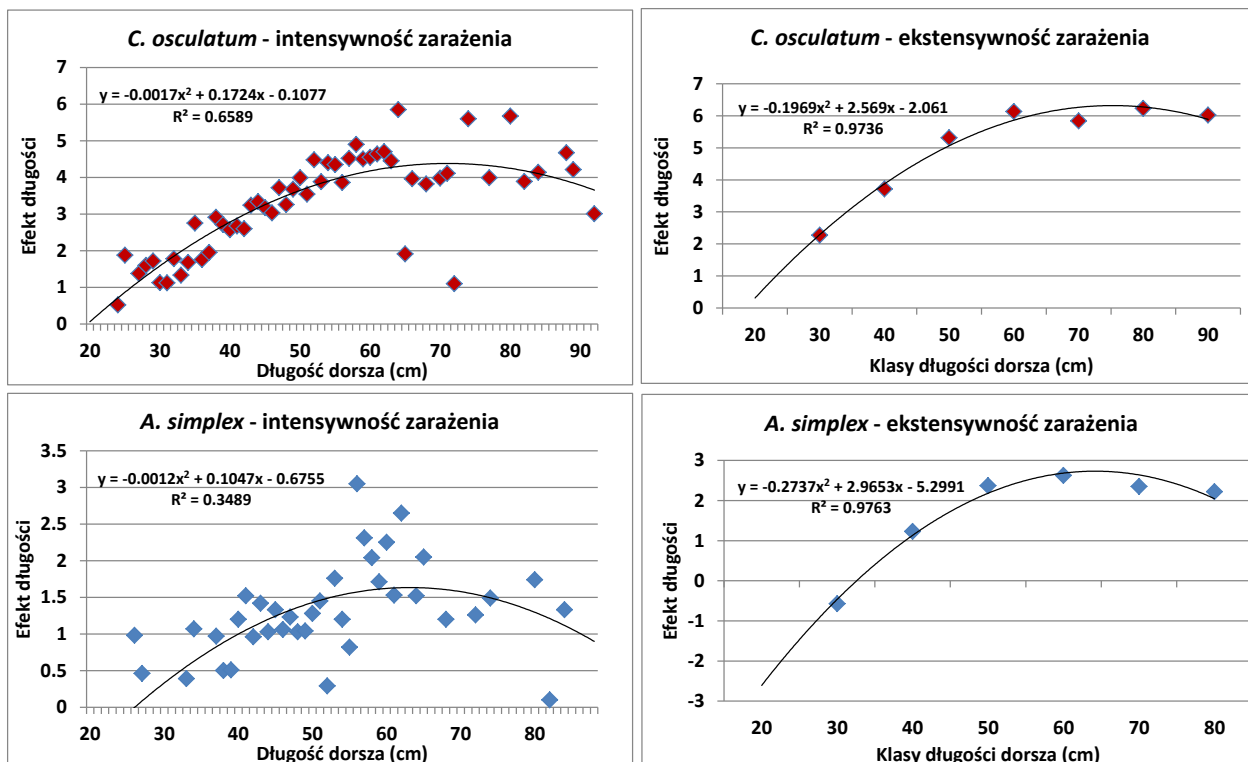 C. osculatum - intensywność zarażenia
y = -0.0017x² + 0.1724x - 0.1077
R² = 0.6589
Efekt długości
7
6
5
4
3
2
1
0
20 30 40 50 60 70 80 90
Długość dorsza (cm)
C. osculatum - ekstensywność zarażenia
y = -0.1969x² + 2.569x - 2.061
R² = 0.9736
Efekt długości
7
6
5
4
3
2
1
0
20 30 40 50 60 70 80 90
Klasy długości dorsza (cm)
A. simplex - intensywność zarażenia
y = -0.0012x² + 0.1047x - 0.6755
R² = 0.3489
Efekt długości
3.5
3
2.5
2
1.5
1
0.5
0
20 30 40 50 60 70 80
Długość dorsza (cm)
A. simplex - ekstensywność zarażenia
y = -0.2737x² + 2.9653x - 5.2991
R² = 0.9763
Efekt długości
3
2
1
0
-1
-2
-3
20 30 40 50 60 70 80
Klasy długości dorsza (cm)